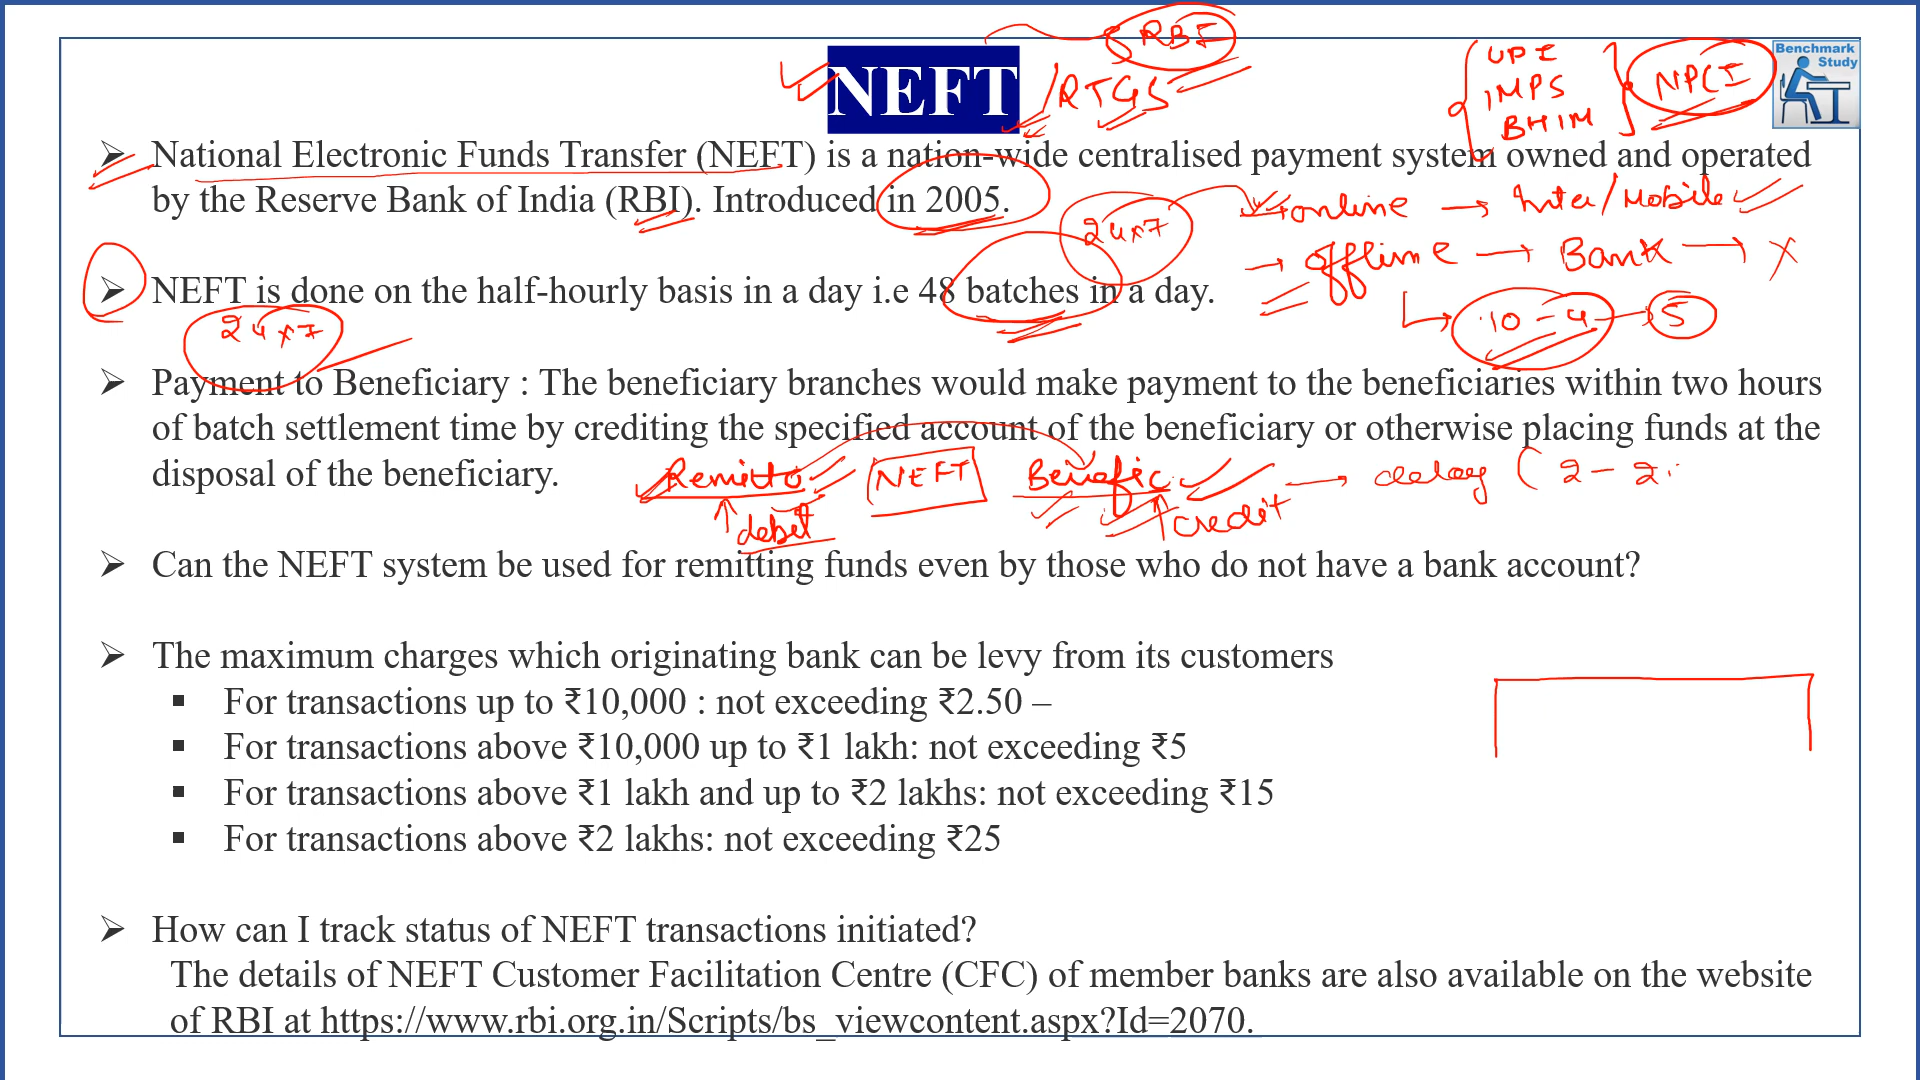 RBI
NEFT
/RTGS
UPI
IMPS
BHIM
NPCI
Benchmark
Study
➢ National Electronic Funds Transfer (NEFT) is a nation-wide centralised payment system owned and operated
by the Reserve Bank of India (RBI). Introduced in 2005.
24x7
online → Inter/Mobile
→ offline → Bank → X
➢ NEFT is done on the half-hourly basis in a day i.e 48 batches in a day.
24x7
10-4 → 5
➢ Payment to Beneficiary : The beneficiary branches would make payment to the beneficiaries within two hours
of batch settlement time by crediting the specified account of the beneficiary or otherwise placing funds at the
disposal of the beneficiary.
Remitto NEFT Benefic → delay (2-2
↑debit ↑credit
➢ Can the NEFT system be used for remitting funds even by those who do not have a bank account?
➢ The maximum charges which originating bank can be levy from its customers
▪ For transactions up to ₹10,000 : not exceeding ₹2.50 –
▪ For transactions above ₹10,000 up to ₹1 lakh: not exceeding ₹5
▪ For transactions above ₹1 lakh and up to ₹2 lakhs: not exceeding ₹15
▪ For transactions above ₹2 lakhs: not exceeding ₹25
➢ How can I track status of NEFT transactions initiated?
The details of NEFT Customer Facilitation Centre (CFC) of member banks are also available on the website
of RBI at https://www.rbi.org.in/Scripts/bs_viewcontent.aspx?Id=2070.